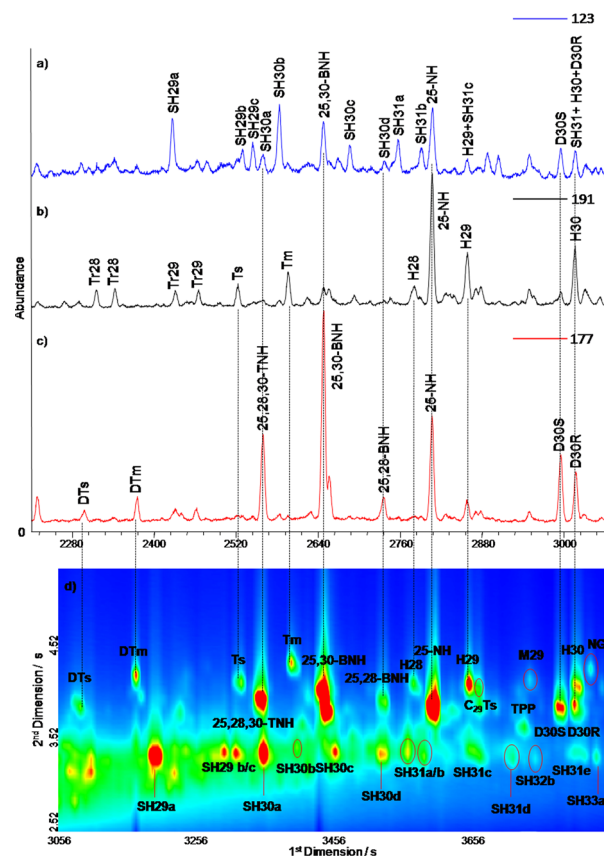 123
a)
SH29a
SH29b
SH29c
SH30a
SH30b
25,30-BNH
SH30c
SH30d
SH31a
SH31b
25-NH
H29+SH31c
D30S
SH31+ H30+D30R
191
b)
Tr28
Tr28
Tr29
Tr29
Ts
Tm
H28
25-NH
H29
H30
Abundance
177
c)
DTs
DTm
25,28,30-TNH
25,30-BNH
25,28-BNH
25-NH
D30S
D30R
0
2280 2400 2520 2640 2760 2880 3000
d)
DTs
DTm
Ts
Tm
25,30-BNH
25,28-BNH
H28
25-NH
H29
M29
H30
NG
C29Ts
TPP
25,28,30-TNH
D30S D30R
SH29a
SH29 b/c
SH30a
SH30b
SH30c
SH30d
SH31a/b
SH31c
SH31d
SH32b
SH31e
SH33a
4.52
3.52
2.52
2nd Dimension / s
3056 3256 3456 3656
1st Dimension / s